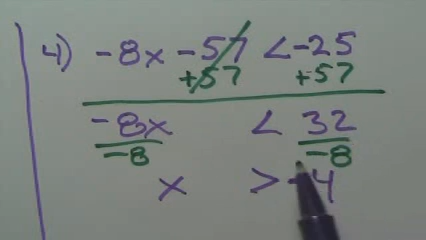 4) -8x -57 < -25
+57 +57
-8x < 32
-8 -8
x > -4